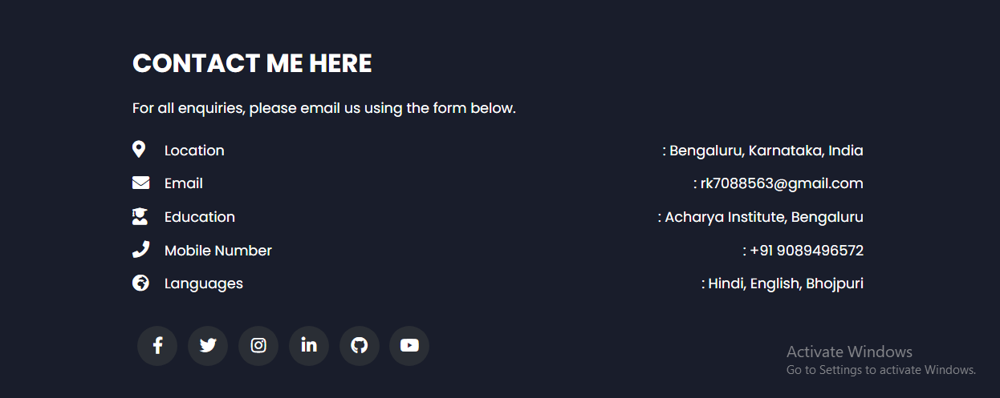 CONTACT ME HERE
For all enquiries, please email us using the form below.
Location : Bengaluru, Karnataka, India
Email : rk7088563@gmail.com
Education : Acharya Institute, Bengaluru
Mobile Number : +91 9089496572
Languages : Hindi, English, Bhojpuri
Activate Windows
Go to Settings to activate Windows.